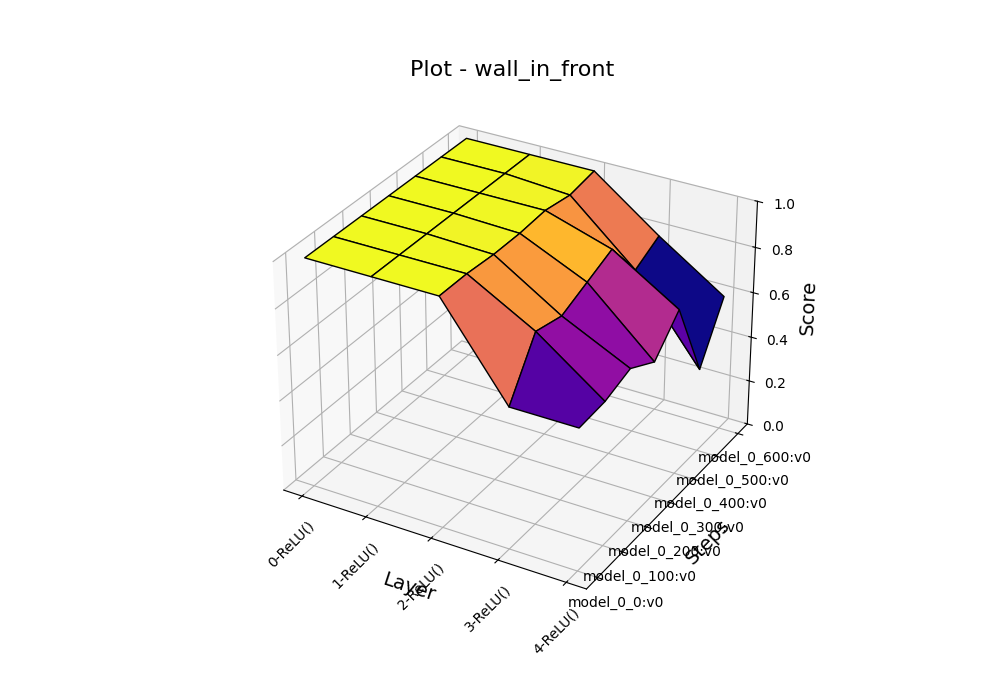 Plot - wall_in_front
1.0
0.8
0.6
Score
0.4
0.2
0.0
model_0_600:v0
model_0_500:v0
model_0_400:v0
model_0_300:v0
model_0_200:v0
model_0_100:v0
model_0_0:v0
Steps
0-ReLU()
1-ReLU()
2-ReLU()
3-ReLU()
4-ReLU()
Layer